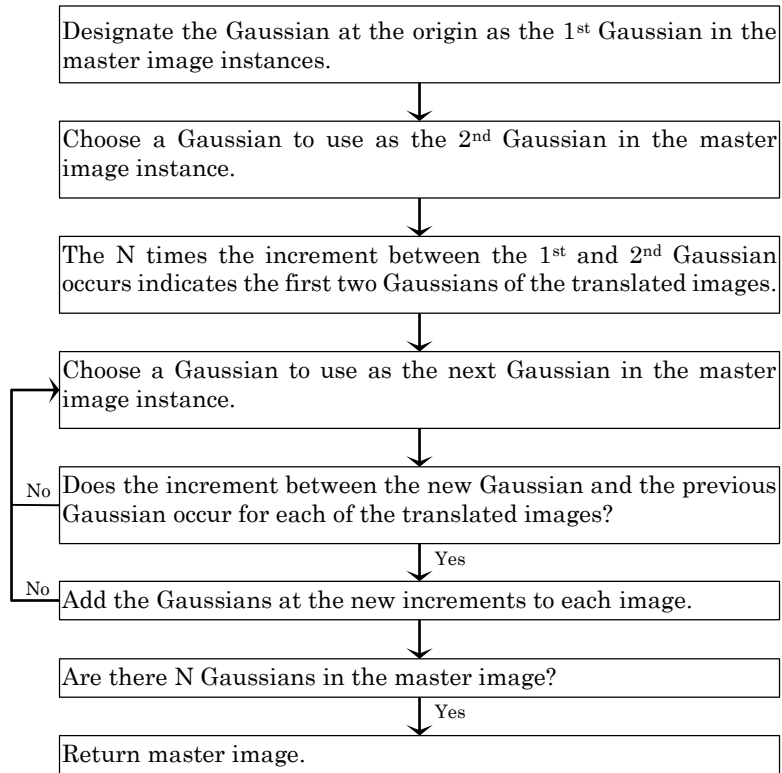 Designate the Gaussian at the origin as the 1st Gaussian in the
master image instances.
Choose a Gaussian to use as the 2nd Gaussian in the master
image instance.
The N times the increment between the 1st and 2nd Gaussian
occurs indicates the first two Gaussians of the translated images.
Choose a Gaussian to use as the next Gaussian in the master
image instance.
No
Does the increment between the new Gaussian and the previous
Gaussian occur for each of the translated images?
Yes
No
Add the Gaussians at the new increments to each image.
Are there N Gaussians in the master image?
Yes
Return master image.